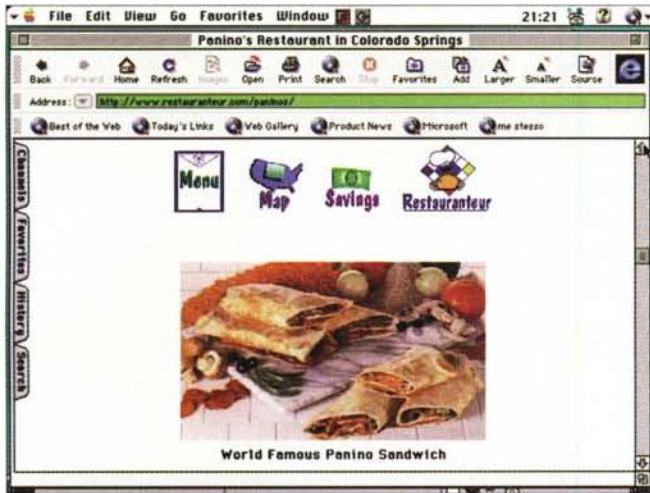 File Edit View Go Favorites Window 21:21
Panino's Restaurant in Colorado Springs
Back Forward Home Refresh Images Open Print Search Stop Favorites Add Larger Smaller Source
Address: http://www.restauranteur.com/paninos/
Best of the Web Today's Links Web Gallery Product News Microsoft me stesso
Channels
Favorites
History
Search
Menu Map Savings Restauranteur
World Famous Panino Sandwich